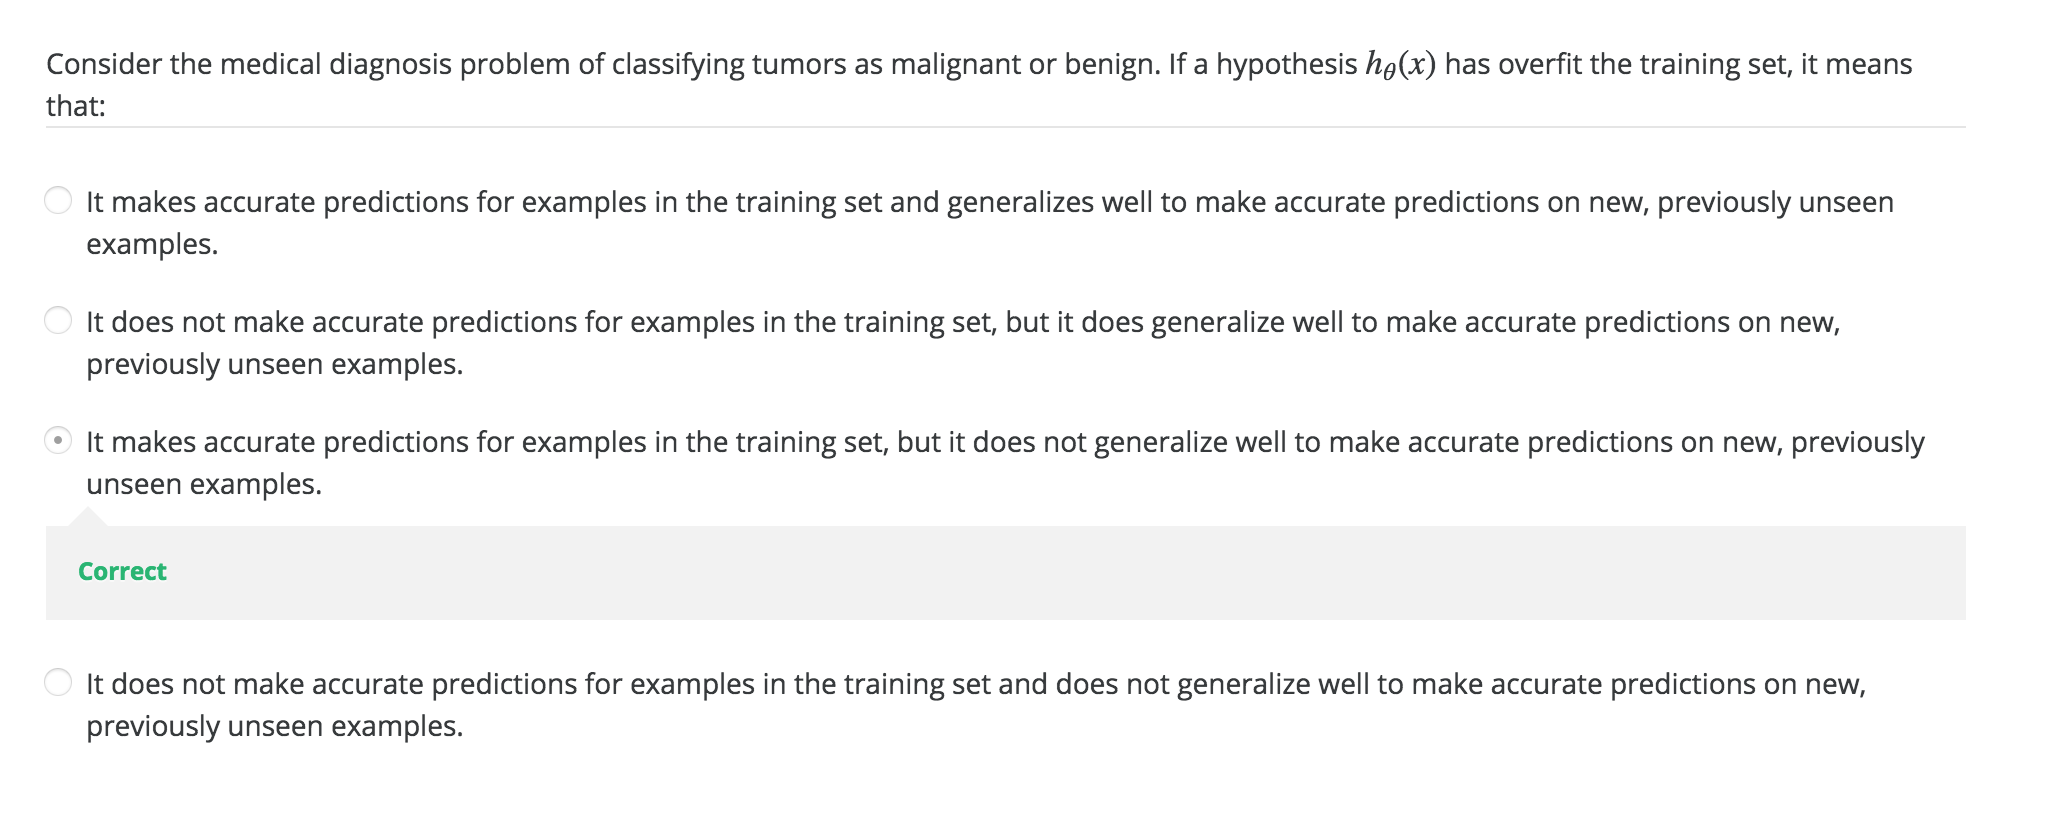 Consider the medical diagnosis problem of classifying tumors as malignant or benign. If a hypothesis hθ(x) has overfit the training set, it means
that:
It makes accurate predictions for examples in the training set and generalizes well to make accurate predictions on new, previously unseen
examples.
It does not make accurate predictions for examples in the training set, but it does generalize well to make accurate predictions on new,
previously unseen examples.
It makes accurate predictions for examples in the training set, but it does not generalize well to make accurate predictions on new, previously
unseen examples.
Correct
It does not make accurate predictions for examples in the training set and does not generalize well to make accurate predictions on new,
previously unseen examples.